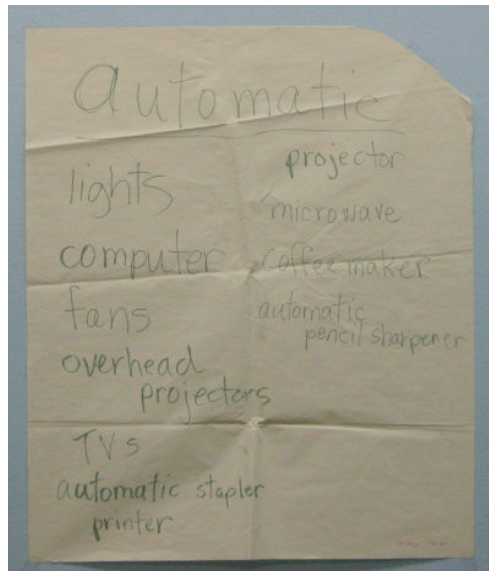 automatic
lights
computer
fans
overhead
projectors
TVs
automatic stapler
printer
projector
microwave
coffee maker
automatic
pencil sharpener